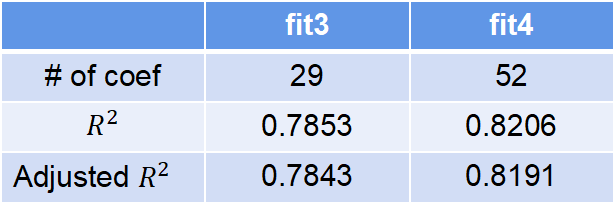 fit3 fit4
# of coef 29 52
R² 0.7853 0.8206
Adjusted R² 0.7843 0.8191